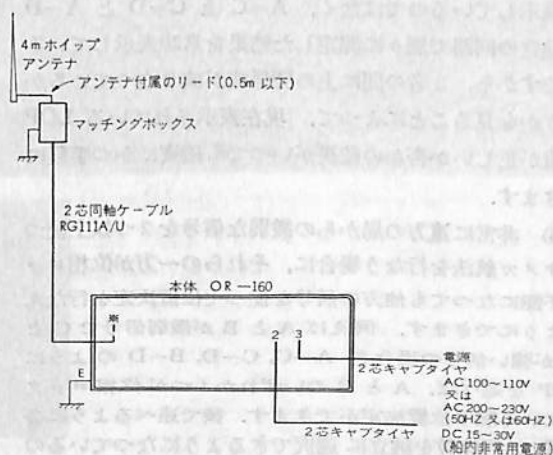 4mホイップ
アンテナ
アンテナ付属のリード(0.5m 以下)
マッチングボックス
2芯同軸ケーブル
RG111A/U
本体 OR—160
※
2 3
E
電源
2芯キャブタイヤ
AC100~110V
又は
AC200~230V
(50HZ 又は60HZ)
2芯キャブタイヤ
DC15~30V
(船内非常用電源)